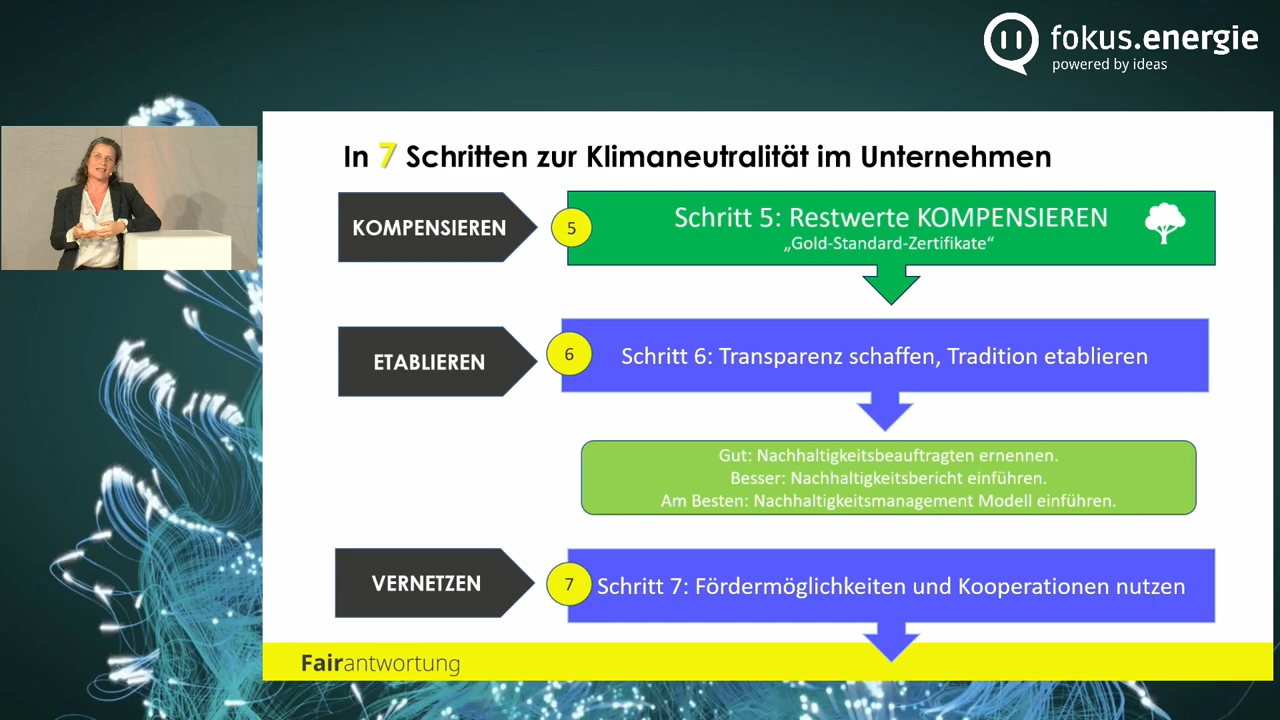 fokus.energie
powered by ideas
In 7 Schritten zur Klimaneutralität im Unternehmen
KOMPENSIEREN
5
Schritt 5: Restwerte KOMPENSIEREN
„Gold-Standard-Zertifikate“
ETABLIEREN
6
Schritt 6: Transparenz schaffen, Tradition etablieren
Gut: Nachhaltigkeitsbeauftragten ernennen.
Besser: Nachhaltigkeitsbericht einführen.
Am Besten: Nachhaltigkeitsmanagement Modell einführen.
VERNETZEN
7
Schritt 7: Fördermöglichkeiten und Kooperationen nutzen
Fairantwortung